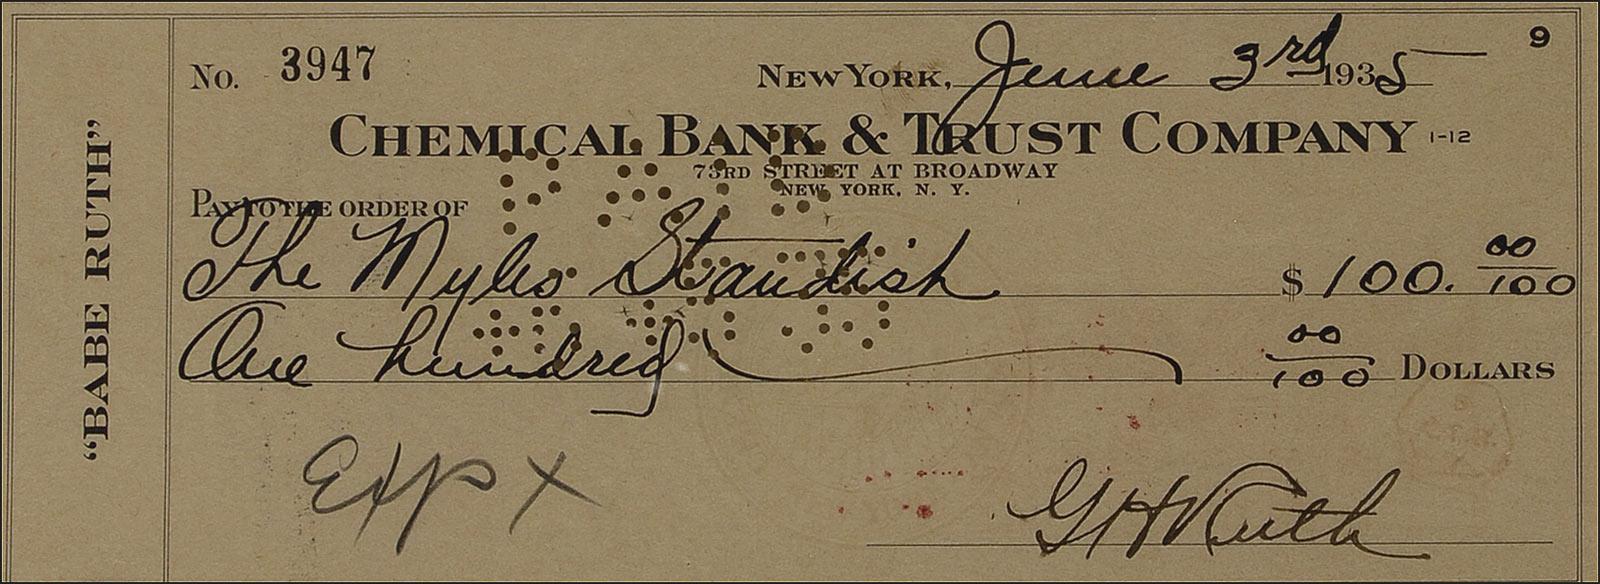 9
No. 3947 New York, June 3rd 1935
Chemical Bank & Trust Company 1-12
73rd Street at Broadway
New York, N. Y.
Pay to the order of
The Myles Standish $ 100. 00/100
One hundred 00/100 Dollars
Exp X
G H Ruth
"BABE RUTH"